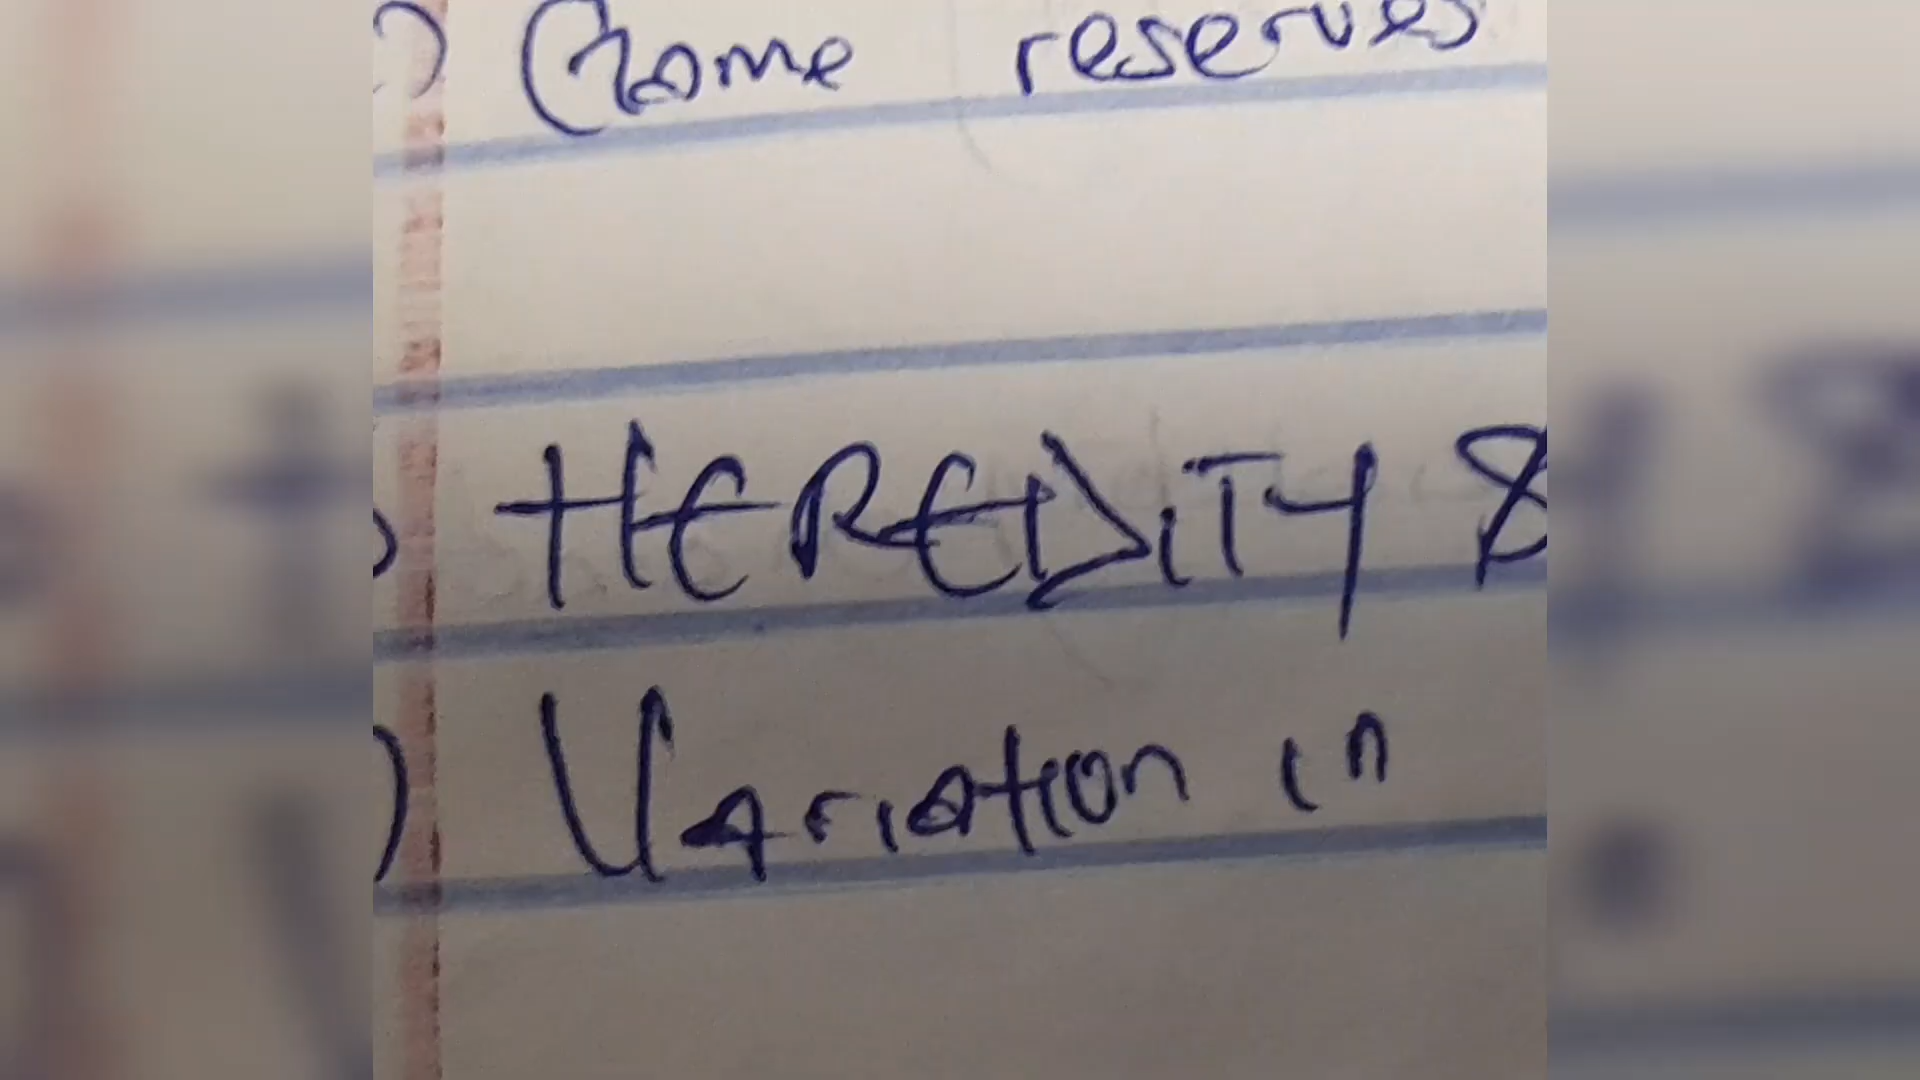 ) Game reserves
) HEREDITY &
) Variation in